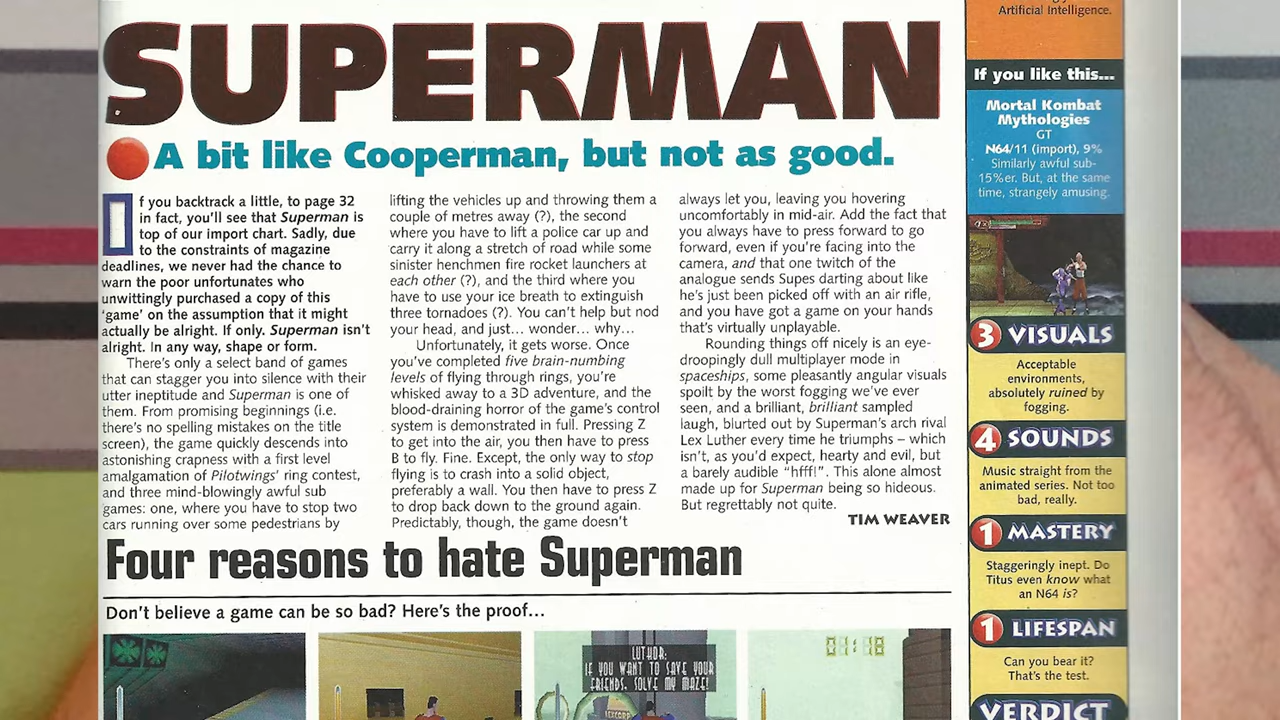 SUPERMAN
A bit like Cooperman, but not as good.
If you backtrack a little, to page 32
in fact, you'll see that Superman is
top of our import chart. Sadly, due
to the constraints of magazine
deadlines, we never had the chance to
warn the poor unfortunates who
unwittingly purchased a copy of this
'game' on the assumption that it might
actually be alright. If only. Superman isn't
alright. In any way, shape or form.
There's only a select band of games
that can stagger you into silence with their
utter ineptitude and Superman is one of
them. From promising beginnings (i.e.
there's no spelling mistakes on the title
screen), the game quickly descends into
astonishing crapness with a first level
amalgamation of Pilotwings' ring contest,
and three mind-blowingly awful sub
games: one, where you have to stop two
cars running over some pedestrians by
lifting the vehicles up and throwing them a
couple of metres away (?), the second
where you have to lift a police car up and
carry it along a stretch of road while some
sinister henchmen fire rocket launchers at
each other (?), and the third where you
have to use your ice breath to extinguish
three tornadoes (?). You can't help but nod
your head, and just... wonder... why...
Unfortunately, it gets worse. Once
you've completed five brain-numbing
levels of flying through rings, you're
whisked away to a 3D adventure, and the
blood-draining horror of the game's control
system is demonstrated in full. Pressing Z
to get into the air, you then have to press
B to fly. Fine. Except, the only way to stop
flying is to crash into a solid object,
preferably a wall. You then have to press Z
to drop back down to the ground again.
Predictably, though, the game doesn't
always let you, leaving you hovering
uncomfortably in mid-air. Add the fact that
you always have to press forward to go
forward, even if you're facing into the
camera, and that one twitch of the
analogue sends Supes darting about like
he's just been picked off with an air rifle,
and you have got a game on your hands
that's virtually unplayable.
Rounding things off nicely is an eye-
droopingly dull multiplayer mode in
spaceships, some pleasantly angular visuals
spoilt by the worst fogging we've ever
seen, and a brilliant, brilliant sampled
laugh, blurted out by Superman's arch rival
Lex Luther every time he triumphs – which
isn't, as you'd expect, hearty and evil, but
a barely audible "hfff!". This alone almost
made up for Superman being so hideous.
But regrettably not quite.
TIM WEAVER
Four reasons to hate Superman
Don't believe a game can be so bad? Here's the proof...
LUTHOR:
IF YOU WANT TO SAVE YOUR
FRIENDS, SOLVE MY MAZE!
LEXCORP
01:18
Artificial Intelligence.
If you like this...
Mortal Kombat
Mythologies
GT
N64/11 (import), 9%
Similarly awful sub-
15%er. But, at the same
time, strangely amusing.
3 VISUALS
Acceptable
environments,
absolutely ruined by
fogging.
4 SOUNDS
Music straight from the
animated series. Not too
bad, really.
1 MASTERY
Staggeringly inept. Do
Titus even know what
an N64 is?
1 LIFESPAN
Can you bear it?
That's the test.
VERDICT